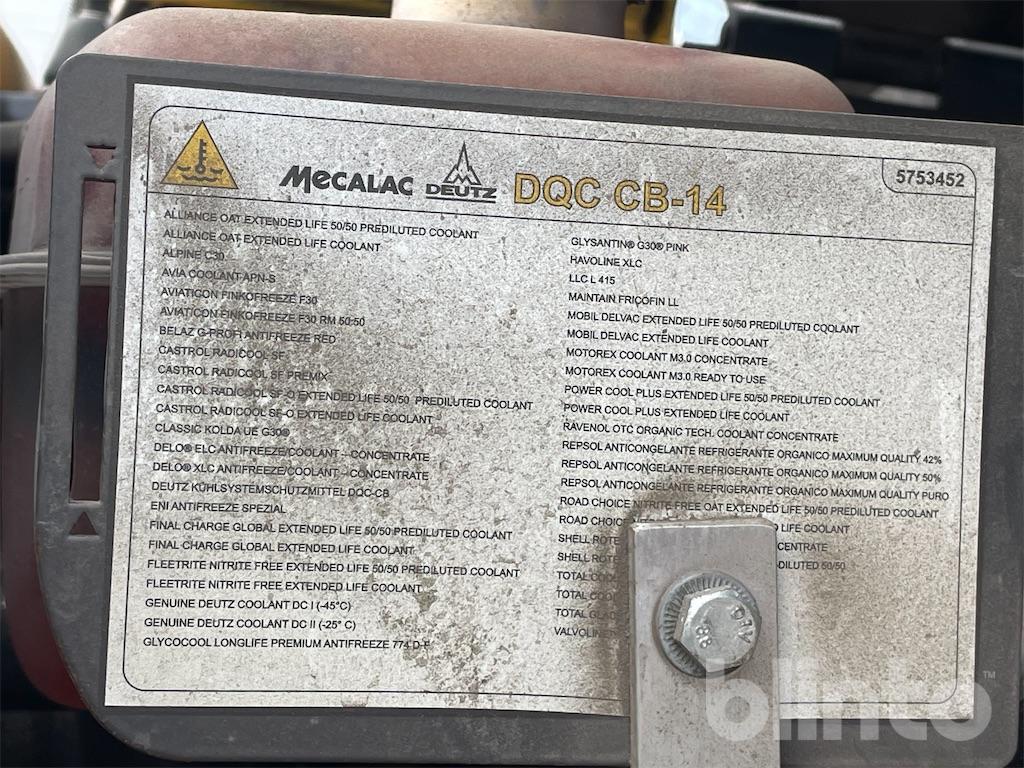 MECALAC DEUTZ DQC CB-14
5753452
ALLIANCE OAT EXTENDED LIFE 50/50 PREDILUTED COOLANT
ALLIANCE OAT EXTENDED LIFE COOLANT
ALPINE C30
AVIA COOLANT APN-S
AVIATICON FINKOFREEZE F30
AVIATICON FINKOFREEZE F30 RM 50:50
BELAZ G-PROFI ANTIFREEZE RED
CASTROL RADICOOL SF
CASTROL RADICOOL SF PREMIX
CASTROL RADICOOL SF-O EXTENDED LIFE 50/50 PREDILUTED COOLANT
CASTROL RADICOOL SF-O EXTENDED LIFE COOLANT
CLASSIC KOLDA UE G30®
DELO® ELC ANTIFREEZE/COOLANT – CONCENTRATE
DELO® XLC ANTIFREEZE/COOLANT – CONCENTRATE
DEUTZ KÜHLSYSTEMSCHUTZMITTEL DQC-CB
ENI ANTIFREEZE SPEZIAL
FINAL CHARGE GLOBAL EXTENDED LIFE 50/50 PREDILUTED COOLANT
FINAL CHARGE GLOBAL EXTENDED LIFE COOLANT
FLEETRITE NITRITE FREE EXTENDED LIFE 50/50 PREDILUTED COOLANT
FLEETRITE NITRITE FREE EXTENDED LIFE COOLANT
GENUINE DEUTZ COOLANT DC I (-45°C)
GENUINE DEUTZ COOLANT DC II (-25° C)
GLYCOCOOL LONGLIFE PREMIUM ANTIFREEZE 774 D-F
GLYSANTIN® G30® PINK
HAVOLINE XLC
LLC L 415
MAINTAIN FRICOFIN LL
MOBIL DELVAC EXTENDED LIFE 50/50 PREDILUTED COOLANT
MOBIL DELVAC EXTENDED LIFE COOLANT
MOTOREX COOLANT M3.0 CONCENTRATE
MOTOREX COOLANT M3.0 READY TO USE
POWER COOL PLUS EXTENDED LIFE 50/50 PREDILUTED COOLANT
POWER COOL PLUS EXTENDED LIFE COOLANT
RAVENOL OTC ORGANIC TECH. COOLANT CONCENTRATE
REPSOL ANTICONGELANTE REFRIGERANTE ORGANICO MAXIMUM QUALITY 42%
REPSOL ANTICONGELANTE REFRIGERANTE ORGANICO MAXIMUM QUALITY 50%
REPSOL ANTICONGELANTE REFRIGERANTE ORGANICO MAXIMUM QUALITY PURO
ROAD CHOICE NITRITE FREE OAT EXTENDED LIFE 50/50 PREDILUTED COOLANT
ROAD CHOICE LIFE COOLANT
SHELL CONCENTRATE
SHELL 50/50
TOTAL
TOTAL
TOTAL
blinto™
8.8